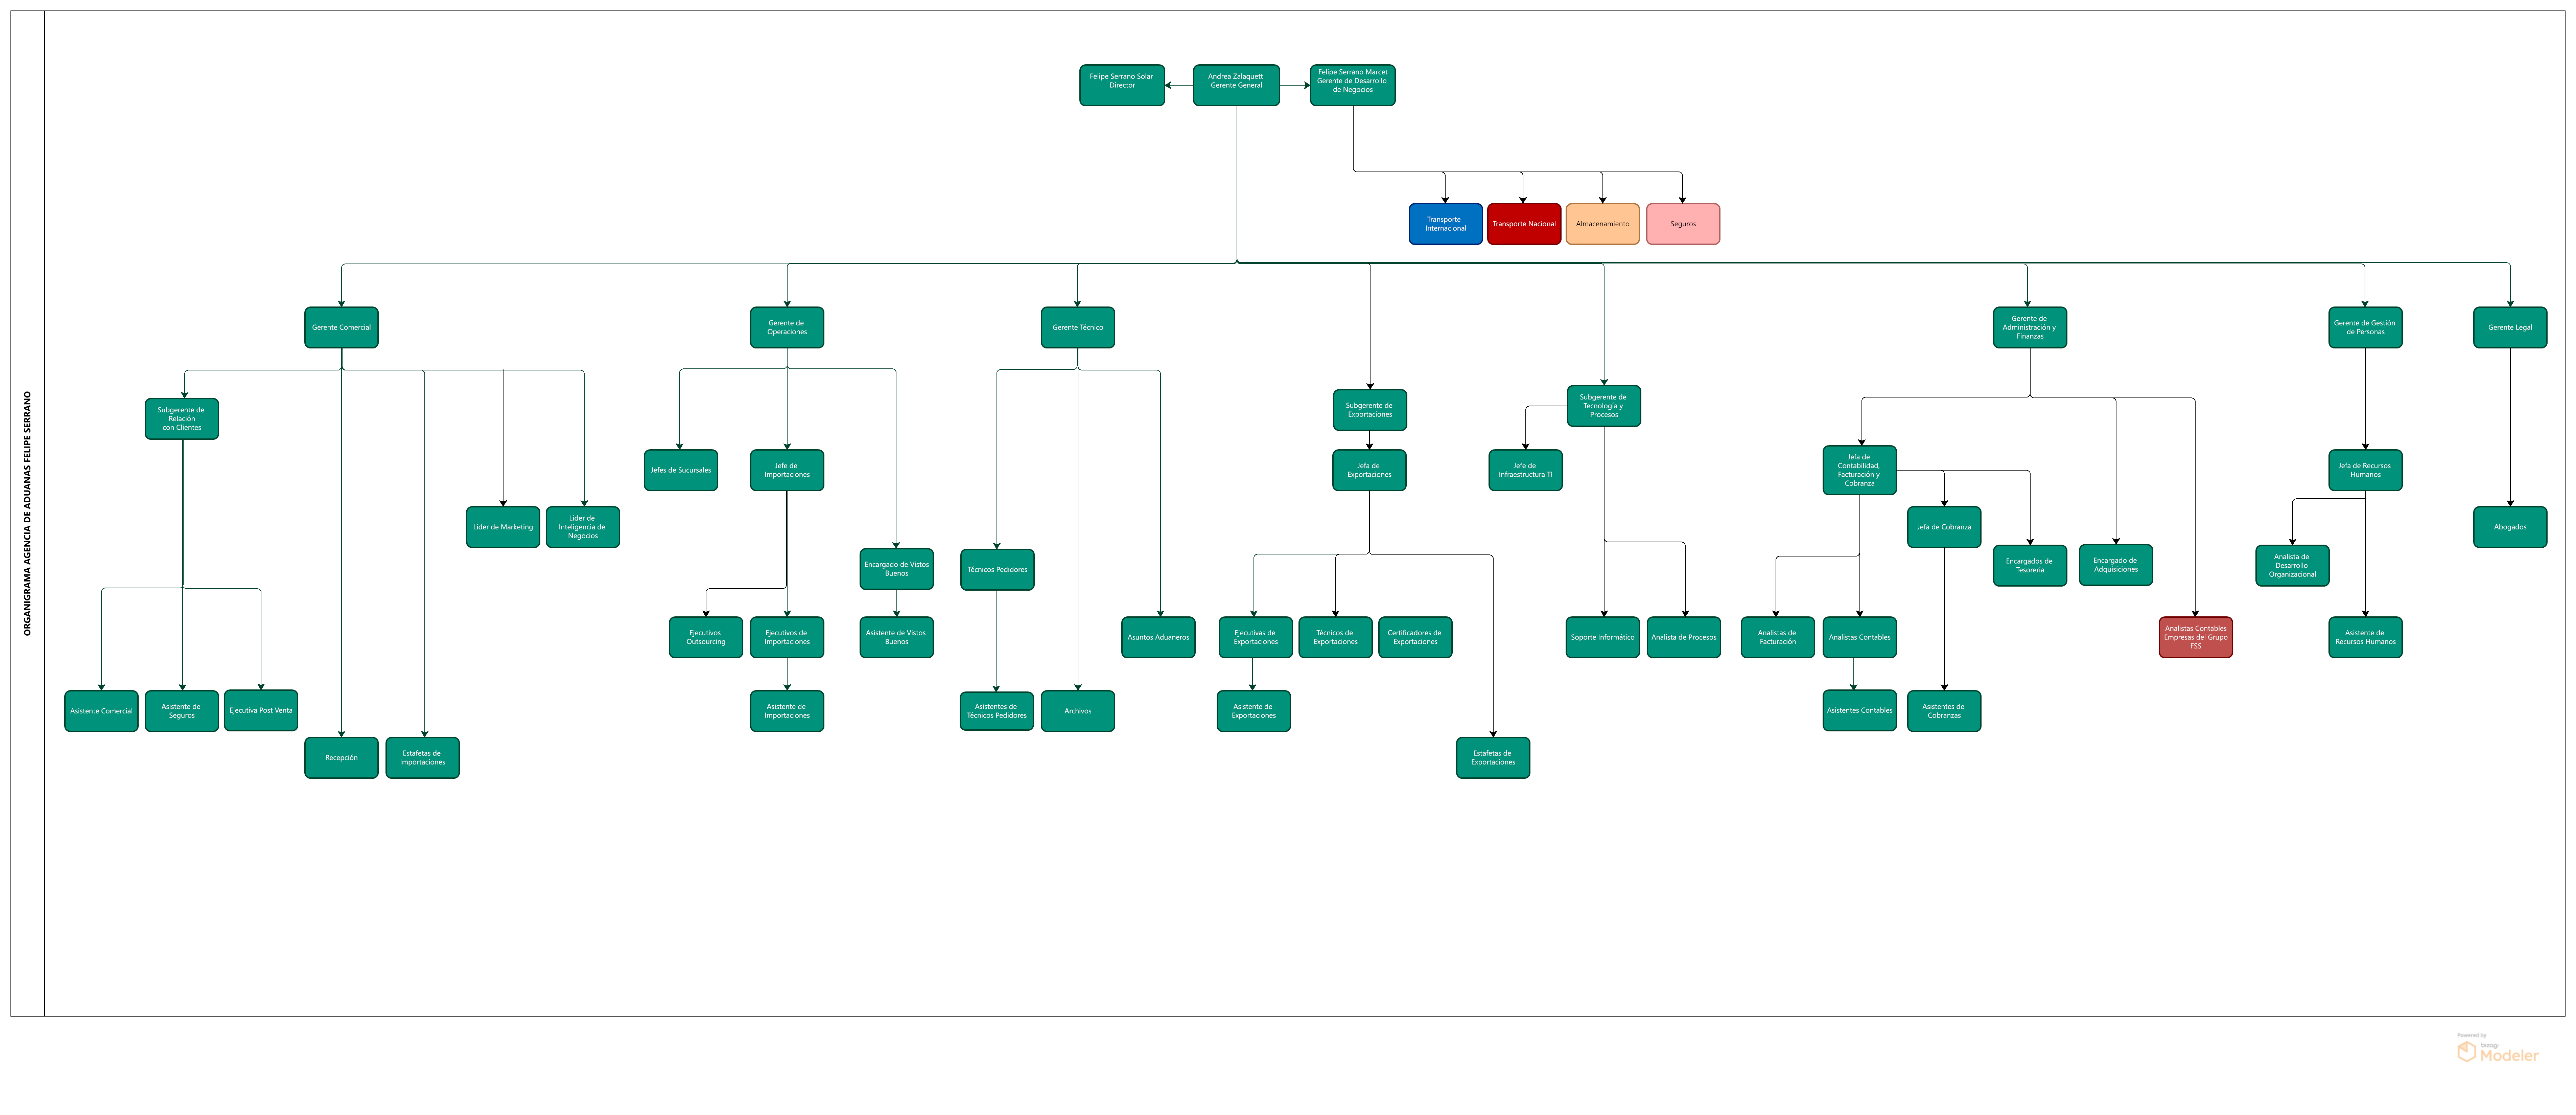 ORGANIGRAMA AGENCIA DE ADUANAS FELIPE SERRANO
Felipe Serrano Solar
Director
Andrea Zalaquett
Gerente General
Felipe Serrano Marcet
Gerente de Desarrollo
de Negocios
Transporte
Internacional
Transporte Nacional
Almacenamiento
Seguros
Gerente Comercial
Gerente de
Operaciones
Gerente Técnico
Gerente de
Administración y
Finanzas
Gerente de Gestión
de Personas
Gerente Legal
Subgerente de
Relación
con Clientes
Subgerente de
Exportaciones
Subgerente de
Tecnología y
Procesos
Jefes de Sucursales
Jefe de
Importaciones
Jefa de
Exportaciones
Jefe de
Infraestructura TI
Jefa de
Contabilidad,
Facturación y
Cobranza
Jefa de Recursos
Humanos
Líder de Marketing
Líder de
Inteligencia de
Negocios
Jefa de Cobranza
Abogados
Encargado de Vistos
Buenos
Técnicos Pedidores
Encargados de
Tesorería
Encargado de
Adquisiciones
Analista de
Desarrollo
Organizacional
Ejecutivos
Outsourcing
Ejecutivos de
Importaciones
Asistente de Vistos
Buenos
Asuntos Aduaneros
Ejecutivas de
Exportaciones
Técnicos de
Exportaciones
Certificadores de
Exportaciones
Soporte Informático
Analista de Procesos
Analistas de
Facturación
Analistas Contables
Analistas Contables
Empresas del Grupo
FSS
Asistente de
Recursos Humanos
Asistente Comercial
Asistente de
Seguros
Ejecutiva Post Venta
Asistente de
Importaciones
Asistentes de
Técnicos Pedidores
Archivos
Asistente de
Exportaciones
Asistentes Contables
Asistentes de
Cobranzas
Recepción
Estafetas de
Importaciones
Estafetas de
Exportaciones
Powered by
bizagi
Modeler